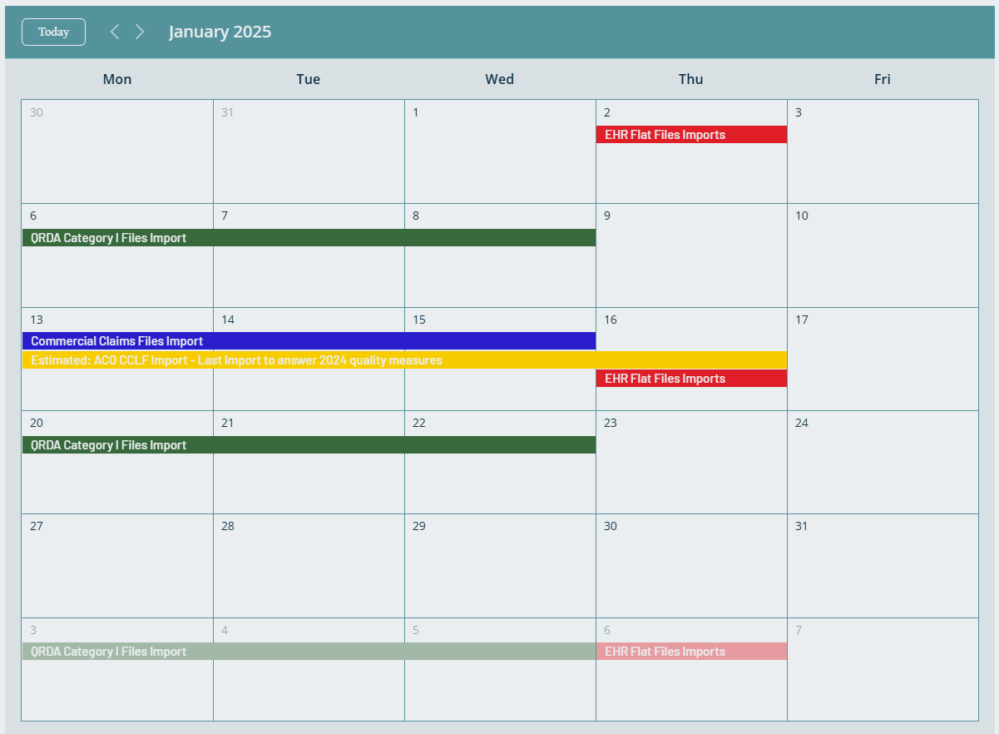 Today
January 2025
Mon Tue Wed Thu Fri
30 31 1 2 3
EHR Flat Files Imports
6 7 8 9 10
QRDA Category I Files Import
13 14 15 16 17
Commercial Claims Files Import
Estimated: ACO CCLF Import - Last Import to answer 2024 quality measures
EHR Flat Files Imports
20 21 22 23 24
QRDA Category I Files Import
27 28 29 30 31
3 4 5 6 7
QRDA Category I Files Import EHR Flat Files Imports